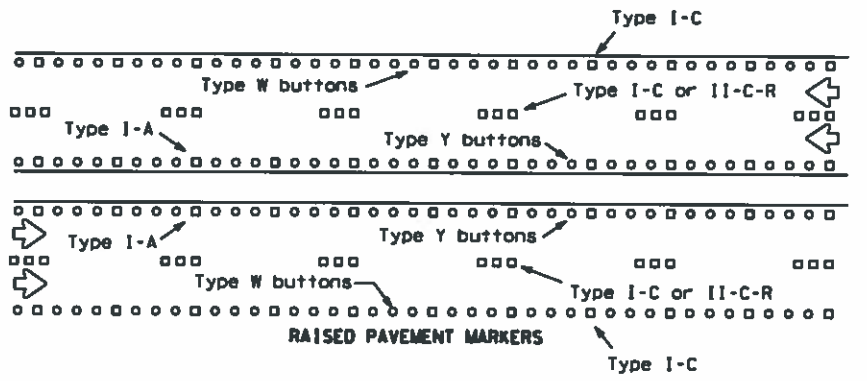 Type I-C
Type W buttons
Type I-C or II-C-R
Type I-A
Type Y buttons
Type I-A
Type Y buttons
Type W buttons
Type I-C or II-C-R
RAISED PAVEMENT MARKERS
Type I-C